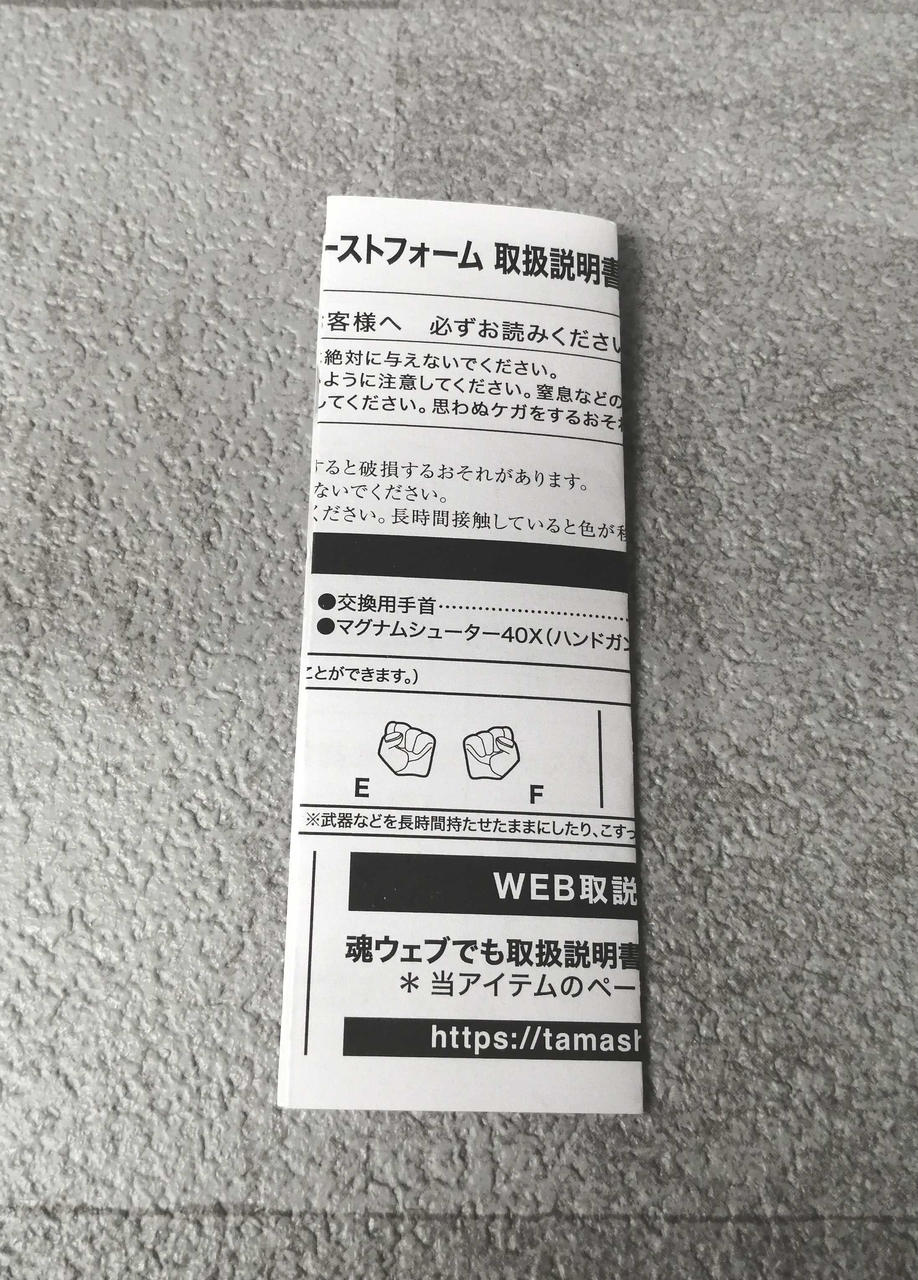 ーストフォーム 取扱説明書
客様へ 必ずお読みくださ
絶対に与えないでください。
ように注意してください。窒息などの
してください。思わぬケガをするおそ
すると破損するおそれがあります。
ないでください。
ください。長時間接触していると色が
●交換用手首
●マグナムシューター40X(ハンドガン
ことができます。)
E F
※武器などを長時間持たせたままにしたり、こすっ
WEB取説
魂ウェブでも取扱説明書
＊当アイテムのペー
https://tamash